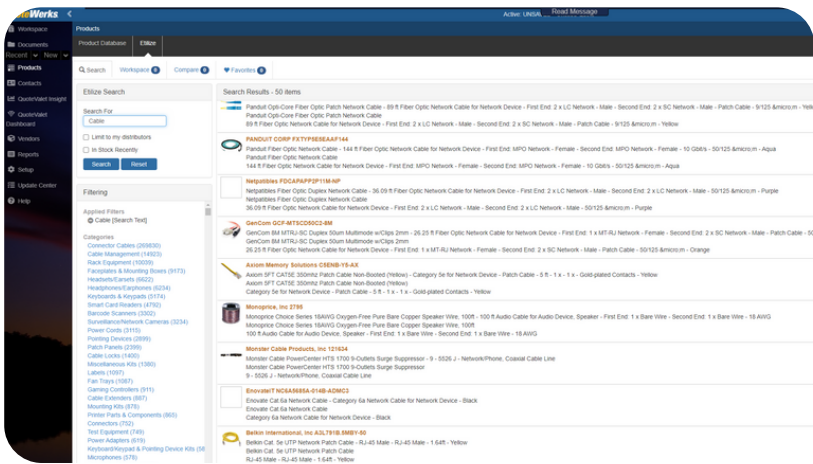 Werks
Active: UNSAV
Read Message
Workspace
Documents
Recent New
Products
Contacts
QuoteValet Insight
QuoteValet
Dashboard
Vendors
Reports
Setup
Update Center
Help
Products
Product Database Etilize
Search Workspace 0 Compare 0 Favorites 0
Etilize Search
Search For
Cable
Limit to my distributors
In Stock Recently
Search Reset
Filtering
Applied Filters
Cable [Search Text]
Categories
Connector Cables (269830)
Cable Management (14923)
Rack Equipment (10039)
Faceplates & Mounting Boxes (9173)
Headsets/Earsets (6622)
Headphones/Earphones (6234)
Keyboards & Keypads (5174)
Smart Card Readers (4792)
Barcode Scanners (3302)
Surveillance/Network Cameras (3234)
Power Cords (3115)
Pointing Devices (2899)
Patch Panels (2399)
Cable Locks (1400)
Miscellaneous Kits (1380)
Labels (1097)
Fan Trays (1087)
Gaming Controllers (911)
Cable Extenders (887)
Mounting Kits (876)
Printer Parts & Components (865)
Connectors (752)
Test Equipment (749)
Power Adapters (619)
Keyboard/Keypad & Pointing Device Kits (58
Microphones (578)
Search Results - 50 items
Panduit Opti-Core Fiber Optic Patch Network Cable - 89 ft Fiber Optic Network Cable for Network Device - First End: 2 x LC Network - Male - Second End: 2 x SC Network - Male - Patch Cable - 9/125 &micro;m - Yell
Panduit Opti-Core Fiber Optic Patch Network Cable
89 ft Fiber Optic Network Cable for Network Device - First End: 2 x LC Network - Male - Second End: 2 x SC Network - Male - Patch Cable - 9/125 &micro;m - Yellow
PANDUIT CORP FXTYP5E5EAAF144
Panduit Fiber Optic Network Cable - 144 ft Fiber Optic Network Cable for Network Device - First End: MPO Network - Female - Second End: MPO Network - Female - 10 Gbit/s - 50/125 &micro;m - Aqua
Panduit Fiber Optic Network Cable
144 ft Fiber Optic Network Cable for Network Device - First End: MPO Network - Female - Second End: MPO Network - Female - 10 Gbit/s - 50/125 &micro;m - Aqua
Netpatibles FDCAPAPP2P11M-NP
Netpatibles Fiber Optic Duplex Network Cable - 36.09 ft Fiber Optic Network Cable for Network Device - First End: 2 x LC Network - Male - Second End: 2 x LC Network - Male - 50/125 &micro;m - Purple
Netpatibles Fiber Optic Duplex Network Cable
36.09 ft Fiber Optic Network Cable for Network Device - First End: 2 x LC Network - Male - Second End: 2 x LC Network - Male - 50/125 &micro;m - Purple
GenCom GCF-MTSCD50C2-8M
GenCom 8M MTRJ-SC Duplex 50um Multimode w/Clips 2mm - 26.25 ft Fiber Optic Network Cable for Network Device - First End: 1 x MT-RJ Network - Female - Second End: 2 x SC Network - Male - Patch Cable - 50
GenCom 8M MTRJ-SC Duplex 50um Multimode w/Clips 2mm
26.25 ft Fiber Optic Network Cable for Network Device - First End: 1 x MT-RJ Network - Female - Second End: 2 x SC Network - Male - Patch Cable - 50/125 &micro;m - Orange
Axiom Memory Solutions C5ENB-Y5-AX
Axiom 5FT CAT5E 350mhz Patch Cable Non-Booted (Yellow) - Category 5e for Network Device - Patch Cable - 5 ft - 1 x - 1 x - Gold-plated Contacts - Yellow
Axiom 5FT CAT5E 350mhz Patch Cable Non-Booted (Yellow)
Category 5e for Network Device - Patch Cable - 5 ft - 1 x - 1 x - Gold-plated Contacts - Yellow
Monoprice, Inc 2796
Monoprice Choice Series 18AWG Oxygen-Free Pure Bare Copper Speaker Wire, 100ft - 100 ft Audio Cable for Audio Device, Speaker - First End: 1 x Bare Wire - Second End: 1 x Bare Wire - 18 AWG
Monoprice Choice Series 18AWG Oxygen-Free Pure Bare Copper Speaker Wire, 100ft
100 ft Audio Cable for Audio Device, Speaker - First End: 1 x Bare Wire - Second End: 1 x Bare Wire - 18 AWG
Monster Cable Products, Inc 121634
Monster Cable PowerCenter HTS 1700 9-Outlets Surge Suppressor - 9 - 5526 J - Network/Phone, Coaxial Cable Line
Monster Cable PowerCenter HTS 1700 9-Outlets Surge Suppressor
9 - 5526 J - Network/Phone, Coaxial Cable Line
EnovateIT NC6A5685A-014B-ADMC2
Enovate Cat 6a Network Cable - Category 6a Network Cable for Network Device - Black
Enovate Cat 6a Network Cable
Category 6a Network Cable for Network Device - Black
Belkin International, Inc A3L791B.5MBY-50
Belkin Cat. 5e UTP Network Patch Cable - RJ-45 Male - RJ-45 Male - 1.64ft - Yellow
Belkin Cat. 5e UTP Network Patch Cable
RJ-45 Male - RJ-45 Male - 1.64ft - Yellow